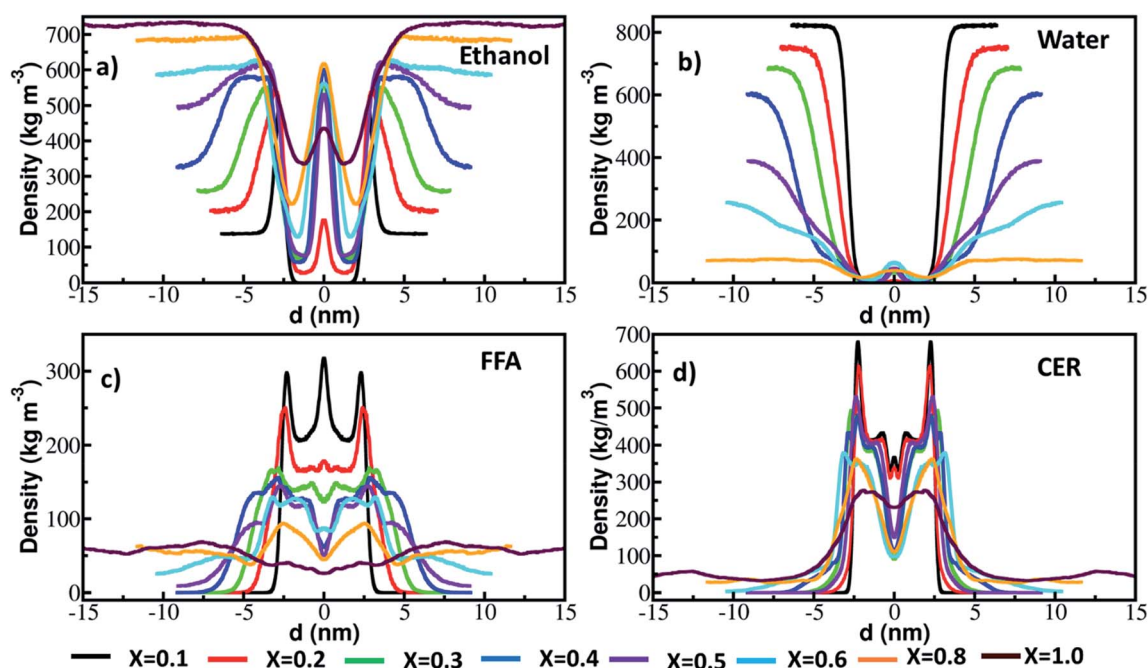 a)
Ethanol
Density (kg m⁻³)
700
600
500
400
300
200
100
0
-15 -10 -5 0 5 10 15
d (nm)
b)
Water
Density (kg m⁻³)
800
600
400
200
0
-15 -10 -5 0 5 10 15
d (nm)
c)
FFA
Density (kg m⁻³)
300
200
100
0
-15 -10 -5 0 5 10 15
d (nm)
d)
CER
Density (kg/m³)
700
600
500
400
300
200
100
0
-15 -10 -5 0 5 10 15
d (nm)
X=0.1 X=0.2 X=0.3 X=0.4 X=0.5 X=0.6 X=0.8 X=1.0